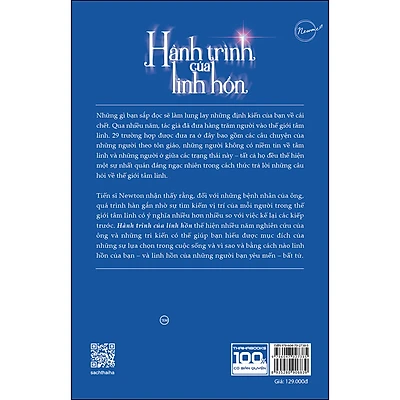 Newmel
Hành trình
của
linh hồn
Những gì bạn sắp đọc sẽ làm lung lay những định kiến của bạn về cái
chết. Qua nhiều năm, tác giả đã đưa hàng trăm người vào thế giới tâm
linh. 29 trường hợp được đưa ra ở đây bao gồm các câu chuyện của
những người theo tôn giáo, những người không có niềm tin về tâm
linh và những người ở giữa các trạng thái này – tất cả họ đều thể hiện
một sự nhất quán đáng ngạc nhiên trong cách thức trả lời những câu
hỏi về thế giới tâm linh.
Tiến sĩ Newton nhận thấy rằng, đối với những bệnh nhân của ông,
quá trình hàn gắn nhờ sự tìm kiếm vị trí của mỗi người trong thế
giới tâm linh có ý nghĩa nhiều hơn nhiều so với việc kể lại các kiếp
trước. Hành trình của linh hồn thể hiện nhiều năm nghiên cứu của
ông và những tri kiến có thể giúp bạn hiểu được mục đích của
những sự lựa chọn trong cuộc sống và vì sao và bằng cách nào linh
hồn của bạn – và linh hồn của những người bạn yêu mến – bất tử.
sachthaiha
THAIHABOOKS
100%
CÓ BẢN QUYỀN
Giá: 129.000đ